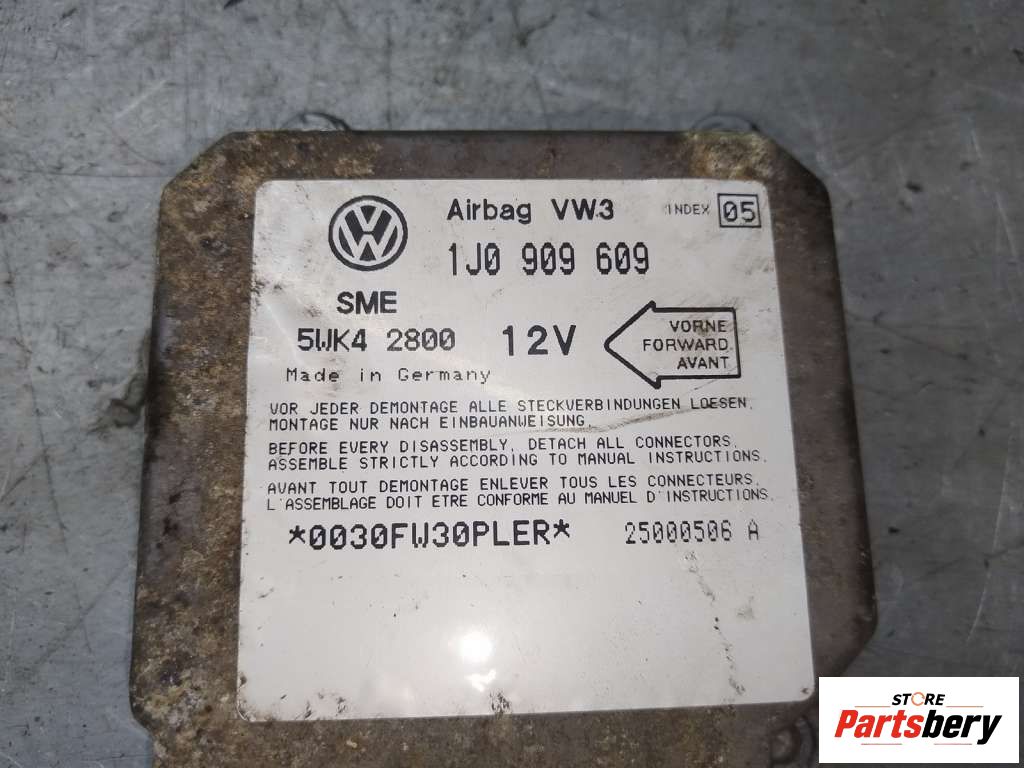 Airbag VW3 INDEX 05
1J0 909 609
SME
5WK4 2800 12V
VORNE
FORWARD
AVANT
Made in Germany
VOR JEDER DEMONTAGE ALLE STECKVERBINDUNGEN LOESEN.
MONTAGE NUR NACH EINBAUANWEISUNG.
BEFORE EVERY DISASSEMBLY, DETACH ALL CONNECTORS.
ASSEMBLE STRICTLY ACCORDING TO MANUAL INSTRUCTIONS.
AVANT TOUT DEMONTAGE ENLEVER TOUS LES CONNECTEURS.
L'ASSEMBLAGE DOIT ETRE CONFORME AU MANUEL D'INSTRUCTIONS.
*0030FW30PLER* 25000506 A
STORE
Partsbery